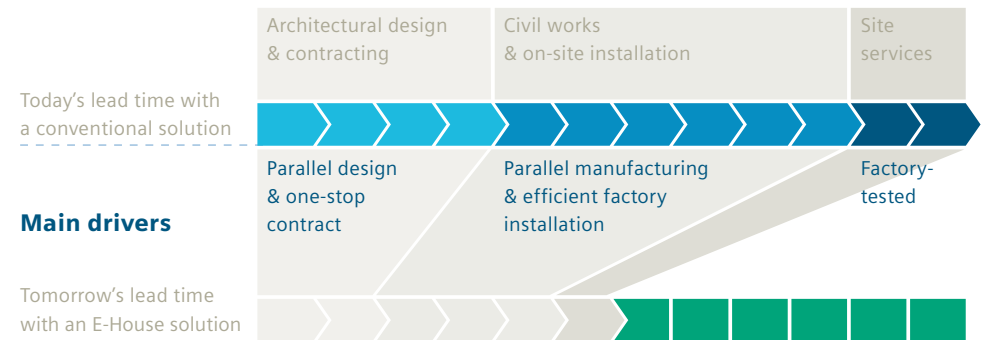 Architectural design
& contracting
Civil works
& on-site installation
Site
services
Today’s lead time with
a conventional solution
Parallel design
& one-stop
contract
Parallel manufacturing
& efficient factory
installation
Factory-
tested
Main drivers
Tomorrow’s lead time
with an E-House solution